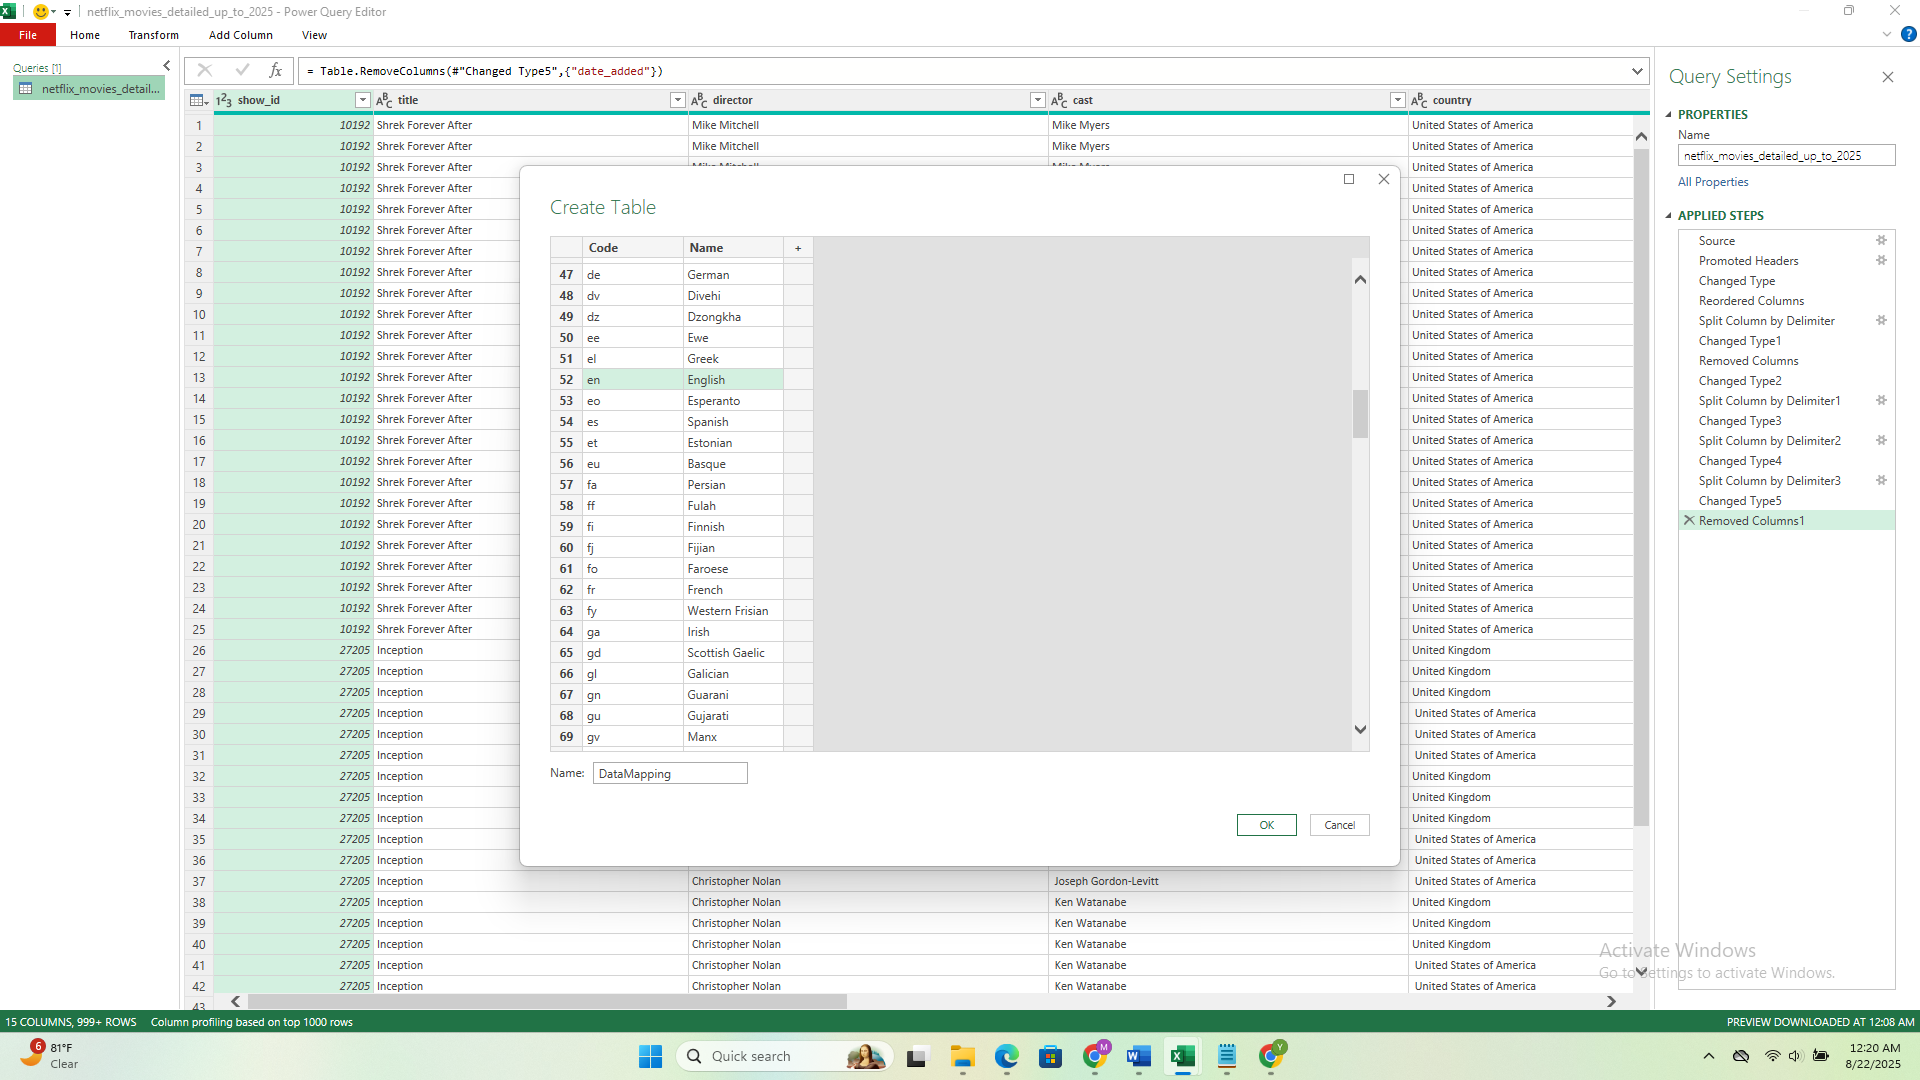 netflix_movies_detailed_up_to_2025 - Power Query Editor
File Home Transform Add Column View
Queries [1]
netflix_movies_detail...
= Table.RemoveColumns(#"Changed Type5",{"date_added"})
show_id title director cast country
1 10192 Shrek Forever After Mike Mitchell Mike Myers United States of America
2 10192 Shrek Forever After Mike Mitchell Mike Myers United States of America
3 10192 Shrek Forever After United States of America
4 10192 Shrek Forever After United States of America
5 10192 Shrek Forever After United States of America
6 10192 Shrek Forever After United States of America
7 10192 Shrek Forever After United States of America
8 10192 Shrek Forever After United States of America
9 10192 Shrek Forever After United States of America
10 10192 Shrek Forever After United States of America
11 10192 Shrek Forever After United States of America
12 10192 Shrek Forever After United States of America
13 10192 Shrek Forever After United States of America
14 10192 Shrek Forever After United States of America
15 10192 Shrek Forever After United States of America
16 10192 Shrek Forever After United States of America
17 10192 Shrek Forever After United States of America
18 10192 Shrek Forever After United States of America
19 10192 Shrek Forever After United States of America
20 10192 Shrek Forever After United States of America
21 10192 Shrek Forever After United States of America
22 10192 Shrek Forever After United States of America
23 10192 Shrek Forever After United States of America
24 10192 Shrek Forever After United States of America
25 10192 Shrek Forever After United States of America
26 27205 Inception United Kingdom
27 27205 Inception United Kingdom
28 27205 Inception United Kingdom
29 27205 Inception United States of America
30 27205 Inception United States of America
31 27205 Inception United States of America
32 27205 Inception United Kingdom
33 27205 Inception United Kingdom
34 27205 Inception United Kingdom
35 27205 Inception United States of America
36 27205 Inception United States of America
37 27205 Inception Christopher Nolan Joseph Gordon-Levitt United States of America
38 27205 Inception Christopher Nolan Ken Watanabe United Kingdom
39 27205 Inception Christopher Nolan Ken Watanabe United Kingdom
40 27205 Inception Christopher Nolan Ken Watanabe United Kingdom
41 27205 Inception Christopher Nolan Ken Watanabe United States of America
42 27205 Inception Christopher Nolan Ken Watanabe United States of America
43
Create Table
Code Name +
47 de German
48 dv Divehi
49 dz Dzongkha
50 ee Ewe
51 el Greek
52 en English
53 eo Esperanto
54 es Spanish
55 et Estonian
56 eu Basque
57 fa Persian
58 ff Fulah
59 fi Finnish
60 fj Fijian
61 fo Faroese
62 fr French
63 fy Western Frisian
64 ga Irish
65 gd Scottish Gaelic
66 gl Galician
67 gn Guarani
68 gu Gujarati
69 gv Manx
Name: DataMapping
OK Cancel
Query Settings
PROPERTIES
Name
netflix_movies_detailed_up_to_2025
All Properties
APPLIED STEPS
Source
Promoted Headers
Changed Type
Reordered Columns
Split Column by Delimiter
Changed Type1
Removed Columns
Changed Type2
Split Column by Delimiter1
Changed Type3
Split Column by Delimiter2
Changed Type4
Split Column by Delimiter3
Changed Type5
Removed Columns1
Activate Windows
Go to Settings to activate Windows.
15 COLUMNS, 999+ ROWS Column profiling based on top 1000 rows
PREVIEW DOWNLOADED AT 12:08 AM
6
81°F
Clear
Quick search
12:20 AM
8/22/2025